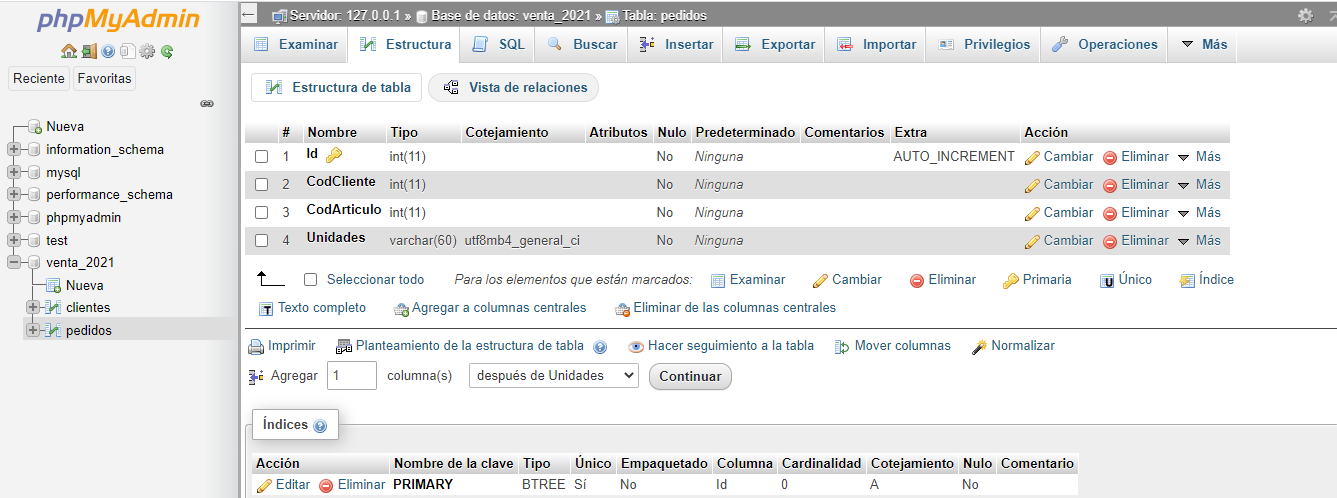 phpMyAdmin
Reciente Favoritas
Nueva
information_schema
mysql
performance_schema
phpmyadmin
test
venta_2021
Nueva
clientes
pedidos
Servidor: 127.0.0.1 » Base de datos: venta_2021 » Tabla: pedidos
Examinar Estructura SQL Buscar Insertar Exportar Importar Privilegios Operaciones Más
Estructura de tabla Vista de relaciones
# Nombre Tipo Cotejamiento Atributos Nulo Predeterminado Comentarios Extra Acción
1 Id int(11) No Ninguna AUTO_INCREMENT Cambiar Eliminar Más
2 CodCliente int(11) No Ninguna Cambiar Eliminar Más
3 CodArticulo int(11) No Ninguna Cambiar Eliminar Más
4 Unidades varchar(60) utf8mb4_general_ci No Ninguna Cambiar Eliminar Más
Seleccionar todo Para los elementos que están marcados: Examinar Cambiar Eliminar Primaria Único Índice
Texto completo Agregar a columnas centrales Eliminar de las columnas centrales
Imprimir Planteamiento de la estructura de tabla Hacer seguimiento a la tabla Mover columnas Normalizar
Agregar 1 columna(s) después de Unidades Continuar
Índices
Acción Nombre de la clave Tipo Único Empaquetado Columna Cardinalidad Cotejamiento Nulo Comentario
Editar Eliminar PRIMARY BTREE Sí No Id 0 A No